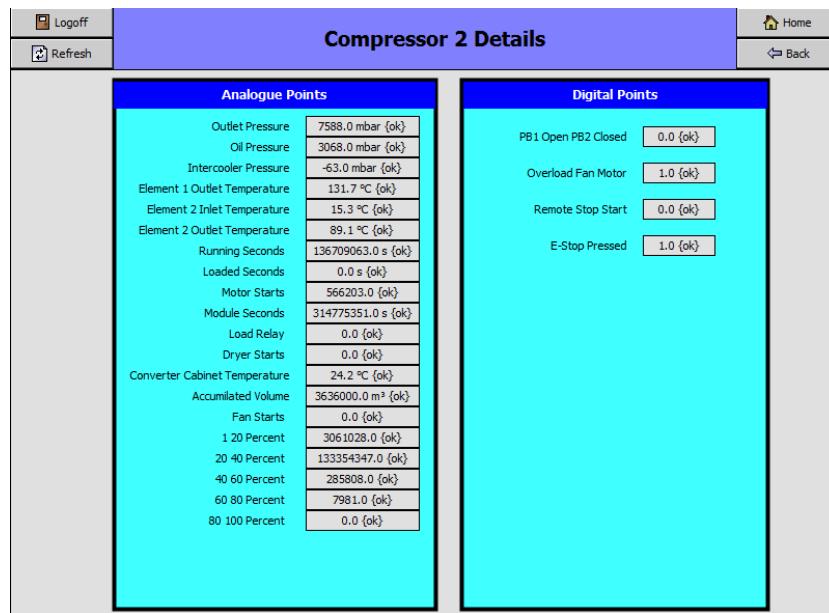 Logoff
Compressor 2 Details
Home
Refresh
Back
Analogue Points
Outlet Pressure 7588.0 mbar {ok}
Oil Pressure 3068.0 mbar {ok}
Intercooler Pressure -63.0 mbar {ok}
Element 1 Outlet Temperature 131.7 ºC {ok}
Element 2 Inlet Temperature 15.3 ºC {ok}
Element 2 Outlet Temperature 89.1 ºC {ok}
Running Seconds 136709063.0 s {ok}
Loaded Seconds 0.0 s {ok}
Motor Starts 566203.0 {ok}
Module Seconds 314775351.0 s {ok}
Load Relay 0.0 {ok}
Dryer Starts 0.0 {ok}
Converter Cabinet Temperature 24.2 ºC {ok}
Accumilated Volume 3636000.0 m³ {ok}
Fan Starts 0.0 {ok}
1 20 Percent 3061028.0 {ok}
20 40 Percent 133354347.0 {ok}
40 60 Percent 285808.0 {ok}
60 80 Percent 7981.0 {ok}
80 100 Percent 0.0 {ok}
Digital Points
PB1 Open PB2 Closed 0.0 {ok}
Overload Fan Motor 1.0 {ok}
Remote Stop Start 0.0 {ok}
E-Stop Pressed 1.0 {ok}